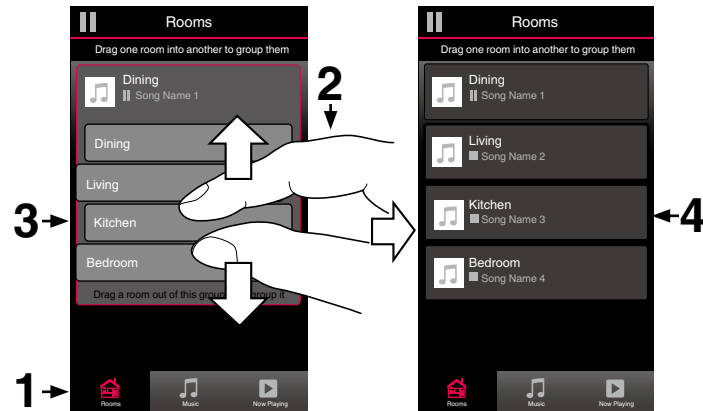 Rooms
Drag one room into another to group them
Dining
Song Name 1
2
Dining
Living
3
Kitchen
Bedroom
Drag a room out of this group
group it
1
Rooms
Music
Now Playing
Rooms
Drag one room into another to group them
Dining
Song Name 1
Living
Song Name 2
Kitchen
Song Name 3
4
Bedroom
Song Name 4
Rooms
Music
Now Playing